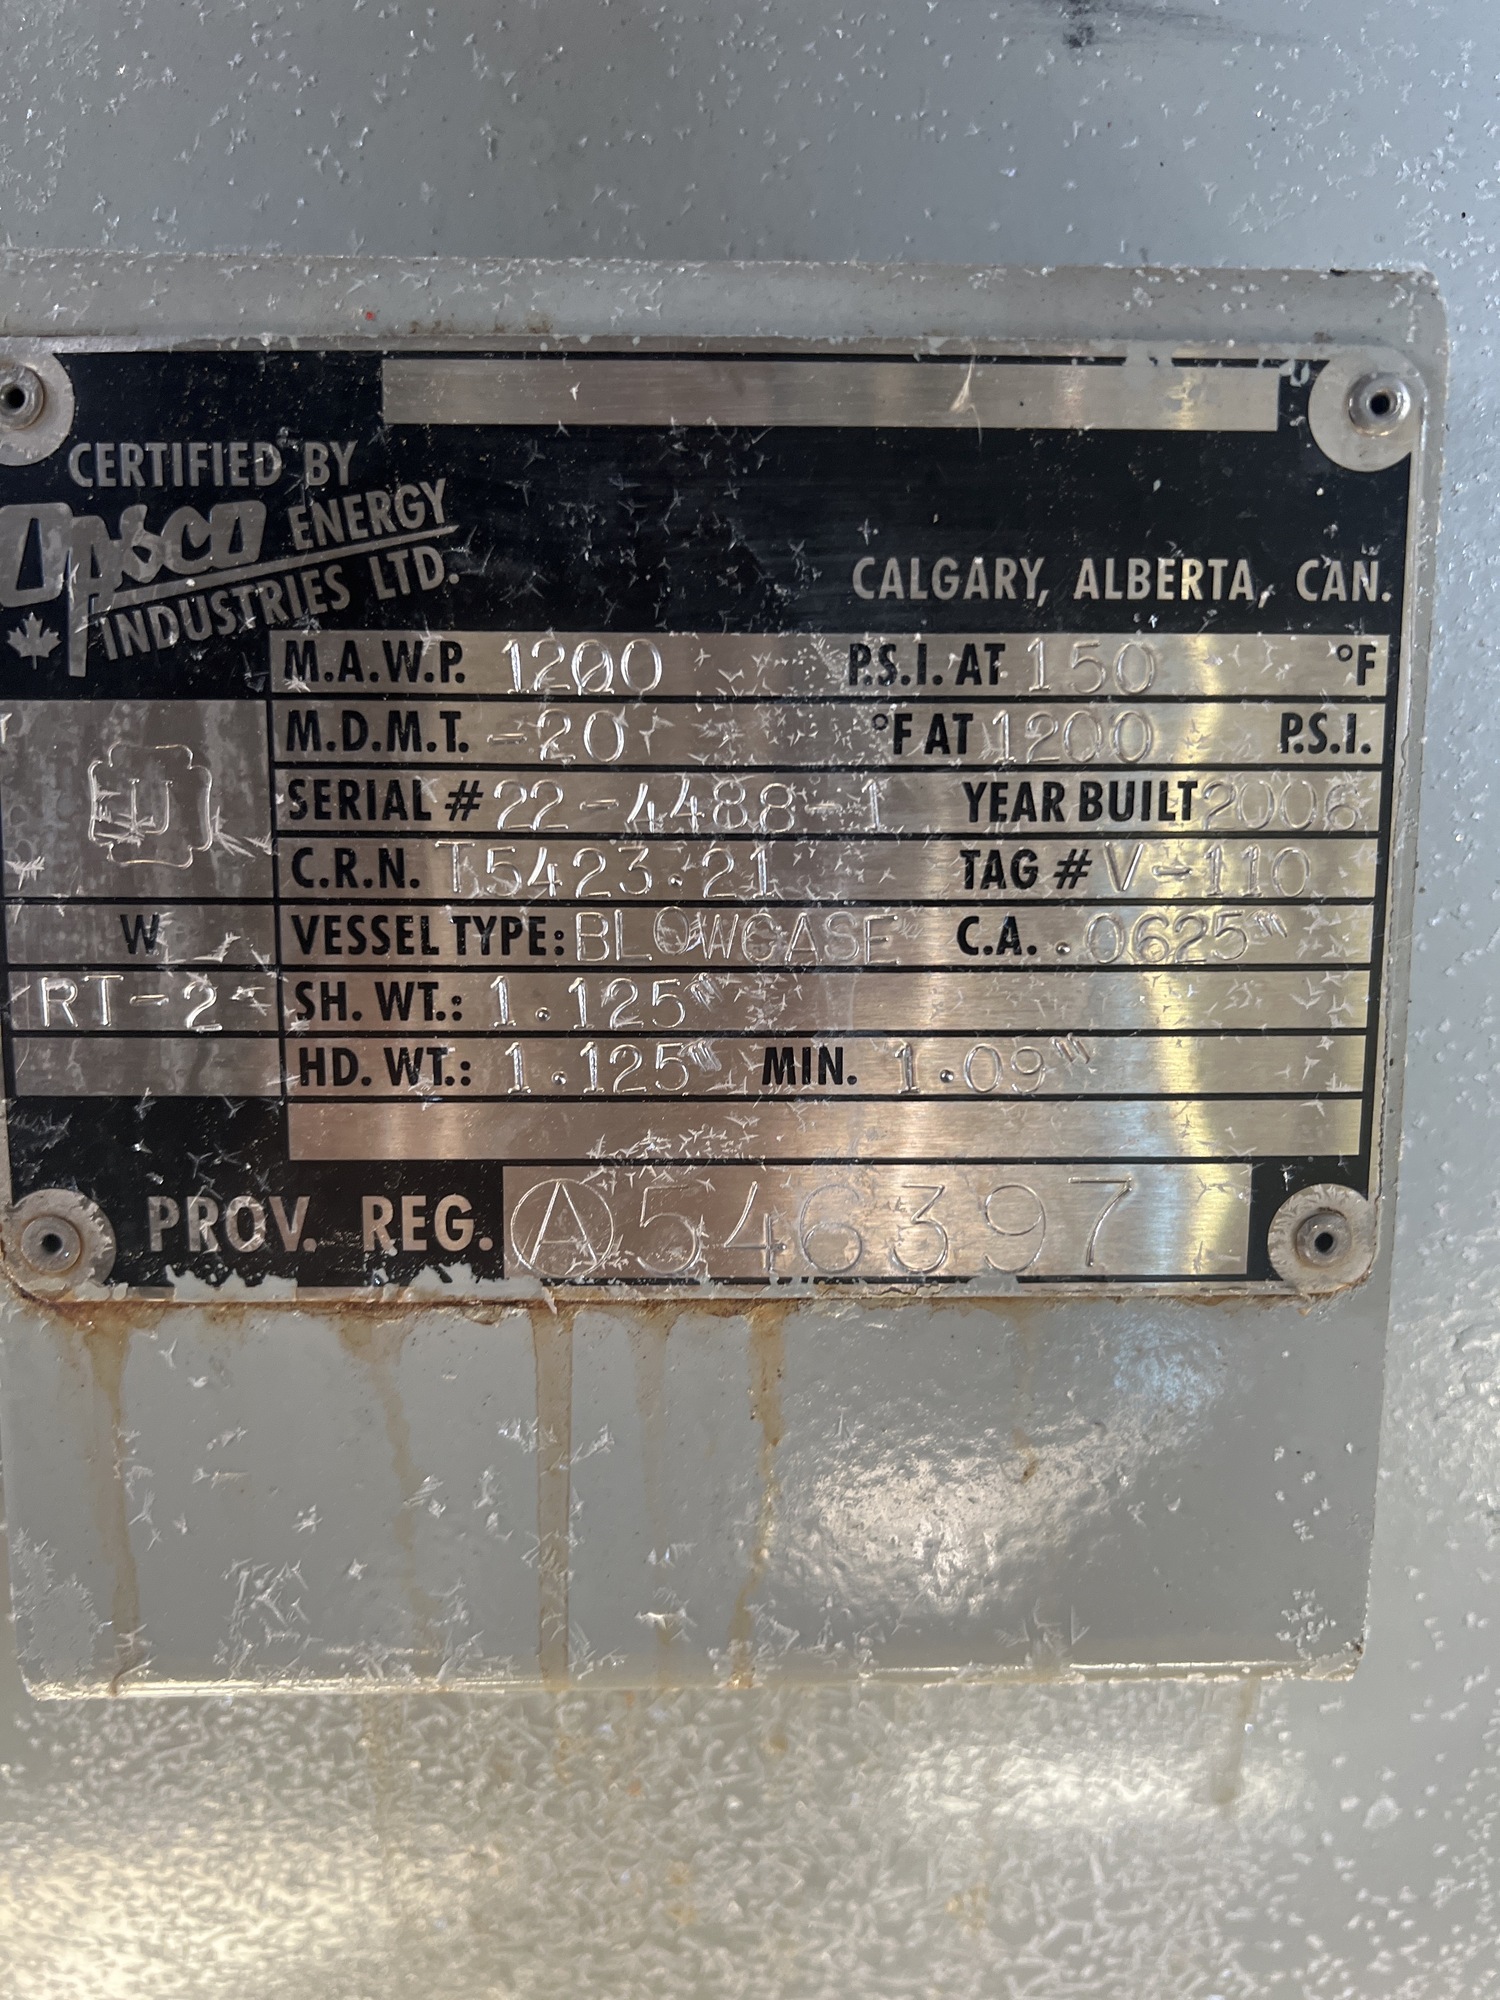 CERTIFIED BY
Opsco ENERGY
INDUSTRIES LTD.
CALGARY, ALBERTA, CAN.
M.A.W.P. 1200 P.S.I. AT 150 °F
M.D.M.T. -20 °F AT 1200 P.S.I.
U
SERIAL # 22-4488-1 YEAR BUILT 2006
C.R.N. T5423.21 TAG # V-110
W VESSEL TYPE: BLOWCASE C.A. .0625"
RT-2 SH. WT.: 1.125"
HD. WT.: 1.125" MIN. 1.09"
PROV. REG. Ⓐ546397